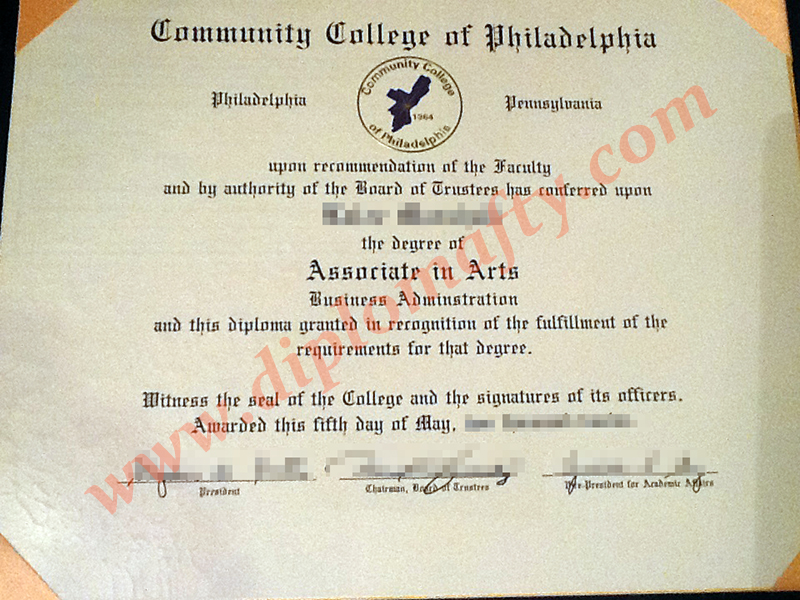 Community College of Philadelphia
Community College
1964
of Philadelphia
Philadelphia
Pennsylvania
upon recommendation of the Faculty
and by authority of the Board of Trustees has conferred upon
the degree of
Associate in Arts
Business Adminstration
and this diploma granted in recognition of the fulfillment of the
requirements for that degree.
Witness the seal of the College and the signatures of its officers.
Awarded this fifth day of May,
President
Chairman, Board of Trustees
Vice-President for Academic Affairs
www.diplomafty.com